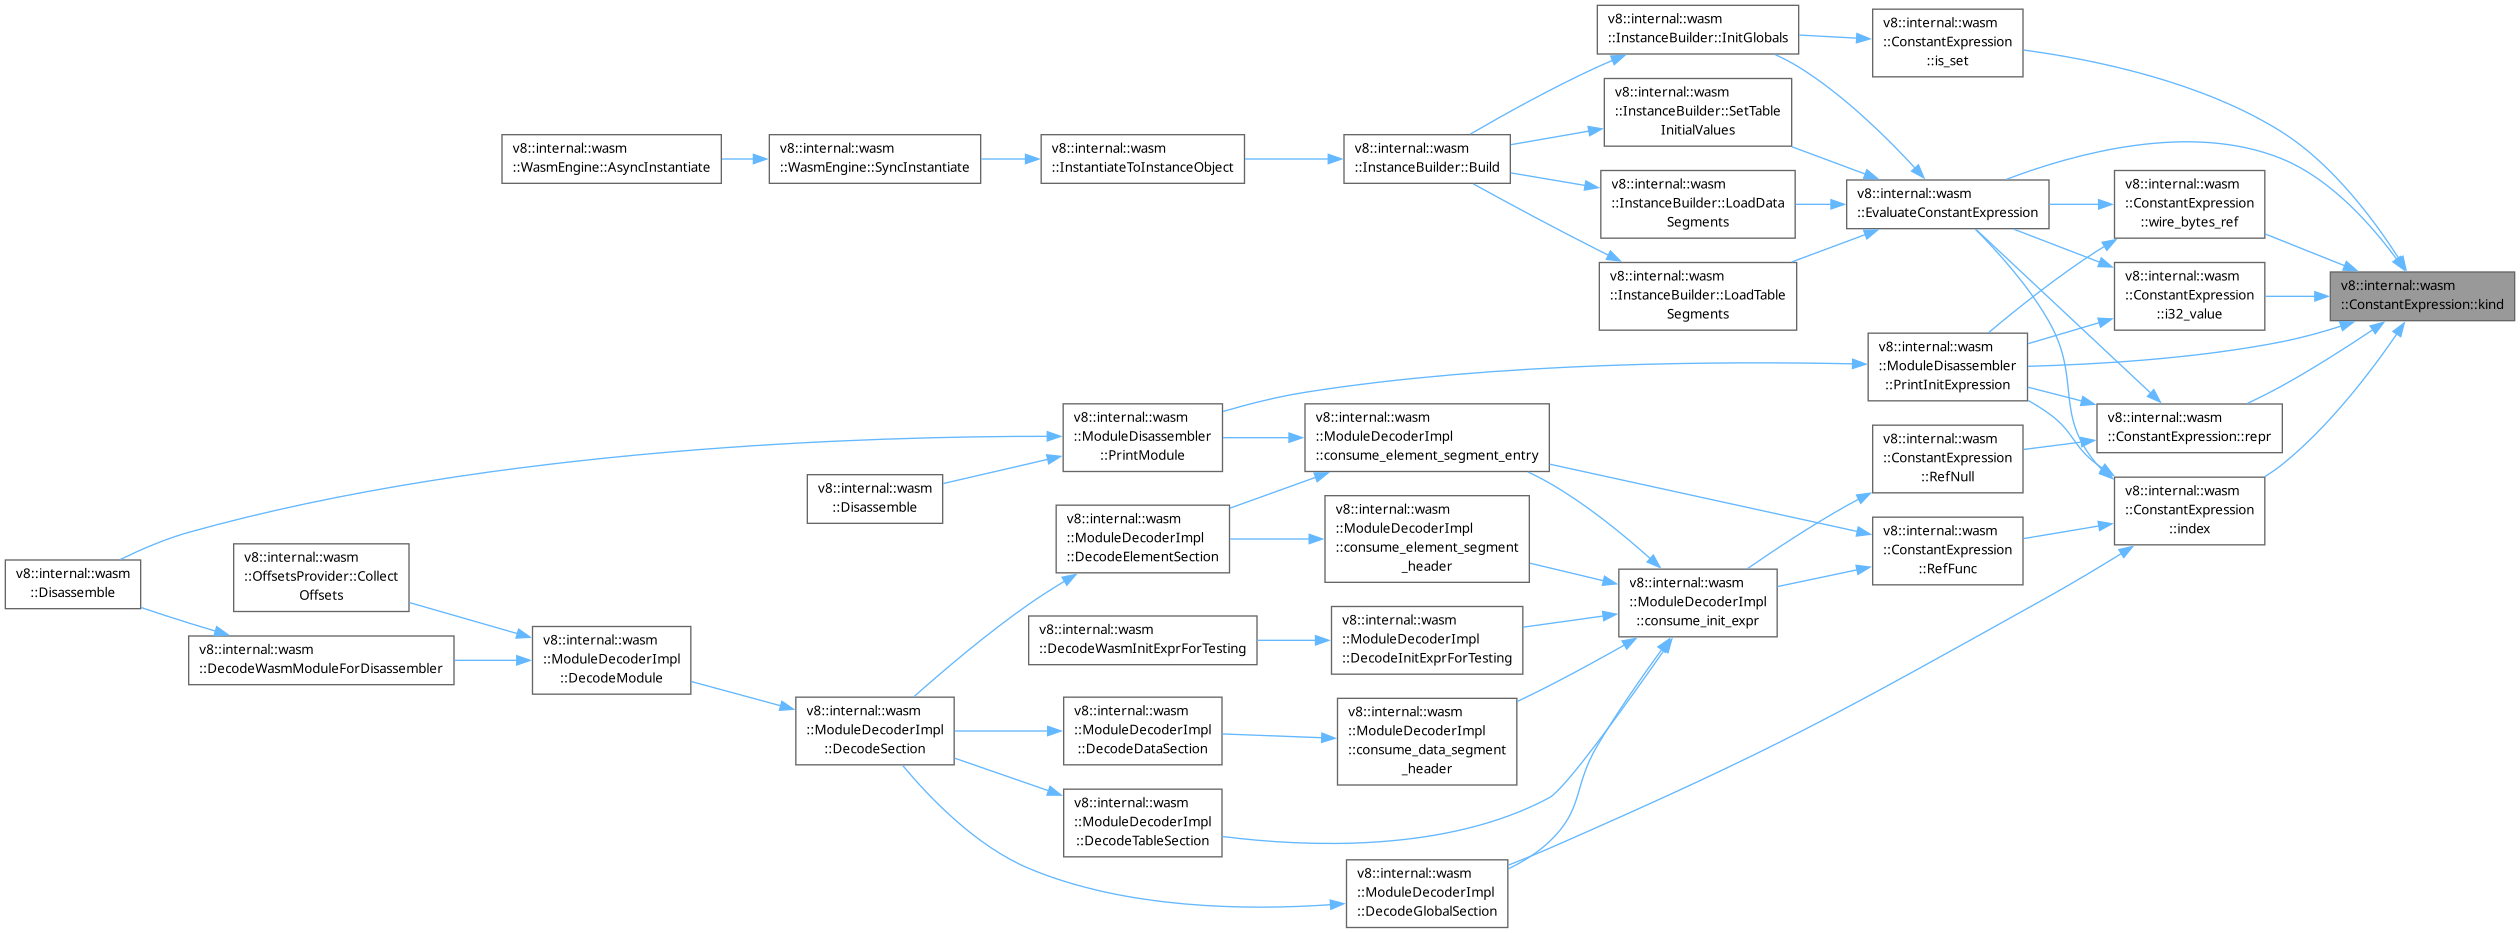 v8::internal::wasm
::InstanceBuilder::InitGlobals
v8::internal::wasm
::ConstantExpression
::is_set
v8::internal::wasm
::InstanceBuilder::SetTable
InitialValues
v8::internal::wasm
::WasmEngine::AsyncInstantiate
v8::internal::wasm
::WasmEngine::SyncInstantiate
v8::internal::wasm
::InstantiateToInstanceObject
v8::internal::wasm
::InstanceBuilder::Build
v8::internal::wasm
::InstanceBuilder::LoadData
Segments
v8::internal::wasm
::EvaluateConstantExpression
v8::internal::wasm
::ConstantExpression
::wire_bytes_ref
v8::internal::wasm
::InstanceBuilder::LoadTable
Segments
v8::internal::wasm
::ConstantExpression
::i32_value
v8::internal::wasm
::ConstantExpression::kind
v8::internal::wasm
::ModuleDisassembler
::PrintInitExpression
v8::internal::wasm
::ModuleDisassembler
::PrintModule
v8::internal::wasm
::ModuleDecoderImpl
::consume_element_segment_entry
v8::internal::wasm
::ConstantExpression::repr
v8::internal::wasm
::ConstantExpression
::RefNull
v8::internal::wasm
::Disassemble
v8::internal::wasm
::ConstantExpression
::index
v8::internal::wasm
::ModuleDecoderImpl
::DecodeElementSection
v8::internal::wasm
::ModuleDecoderImpl
::consume_element_segment
_header
v8::internal::wasm
::ConstantExpression
::RefFunc
v8::internal::wasm
::Disassemble
v8::internal::wasm
::OffsetsProvider::Collect
Offsets
v8::internal::wasm
::ModuleDecoderImpl
::consume_init_expr
v8::internal::wasm
::DecodeWasmModuleForDisassembler
v8::internal::wasm
::ModuleDecoderImpl
::DecodeModule
v8::internal::wasm
::DecodeWasmInitExprForTesting
v8::internal::wasm
::ModuleDecoderImpl
::DecodeInitExprForTesting
v8::internal::wasm
::ModuleDecoderImpl
::DecodeSection
v8::internal::wasm
::ModuleDecoderImpl
::DecodeDataSection
v8::internal::wasm
::ModuleDecoderImpl
::consume_data_segment
_header
v8::internal::wasm
::ModuleDecoderImpl
::DecodeTableSection
v8::internal::wasm
::ModuleDecoderImpl
::DecodeGlobalSection